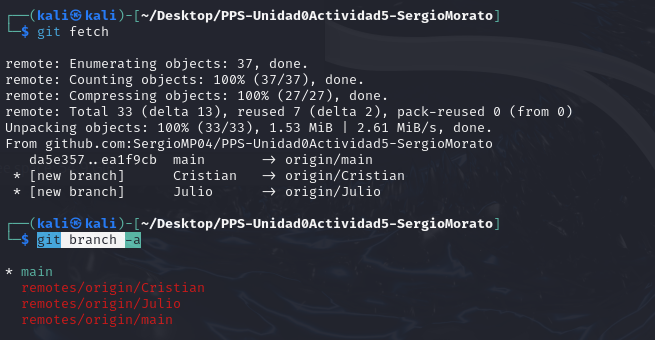 ┌──(kali㉿kali)-[~/Desktop/PPS-Unidad0Actividad5-SergioMorato]
└─$ git fetch
remote: Enumerating objects: 37, done.
remote: Counting objects: 100% (37/37), done.
remote: Compressing objects: 100% (27/27), done.
remote: Total 33 (delta 13), reused 7 (delta 2), pack-reused 0 (from 0)
Unpacking objects: 100% (33/33), 1.53 MiB | 2.61 MiB/s, done.
From github.com:SergioMP04/PPS-Unidad0Actividad5-SergioMorato
   da5e357..ea1f9cb  main       -> origin/main
 * [new branch]      Cristian   -> origin/Cristian
 * [new branch]      Julio      -> origin/Julio
┌──(kali㉿kali)-[~/Desktop/PPS-Unidad0Actividad5-SergioMorato]
└─$ git branch -a
* main
  remotes/origin/Cristian
  remotes/origin/Julio
  remotes/origin/main